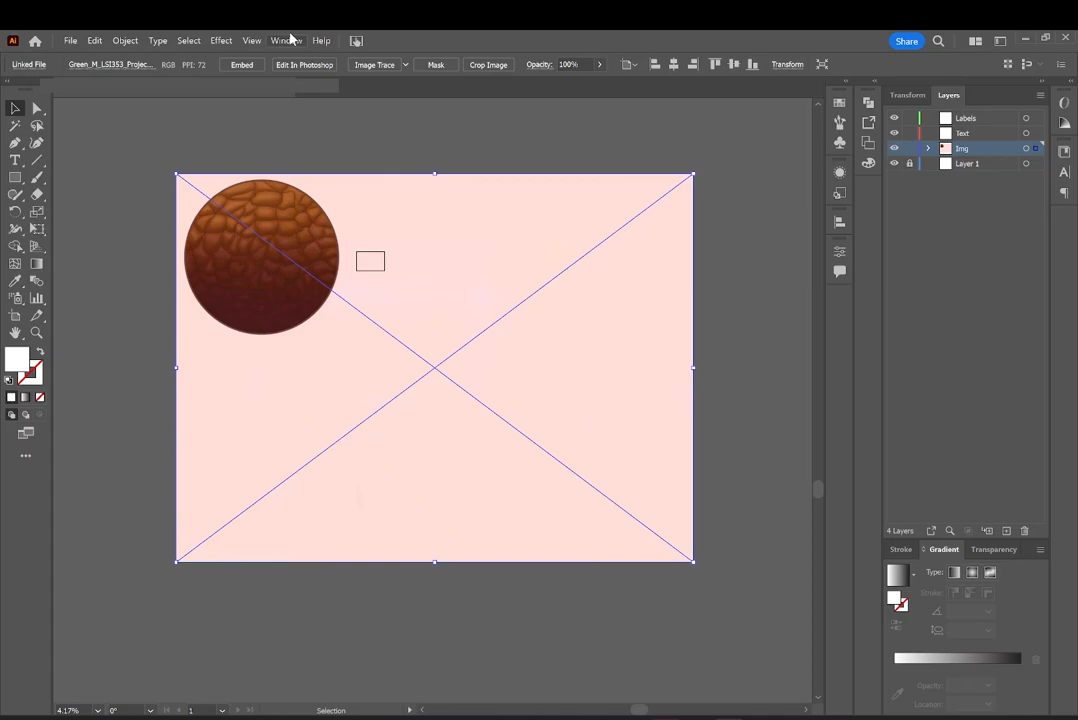 Ai File Edit Object Type Select Effect View Window Help Share
Linked File Green_M_LSI353_Projec... RGB PPI: 72 Embed Edit In Photoshop Image Trace Mask Crop Image Opacity: 100% Transform
Transform Layers
Labels
Text
Img
Layer 1
4 Layers
Stroke Gradient Transparency
Type:
Stroke:
Opacity:
Location:
4.17% 0° 1 Selection